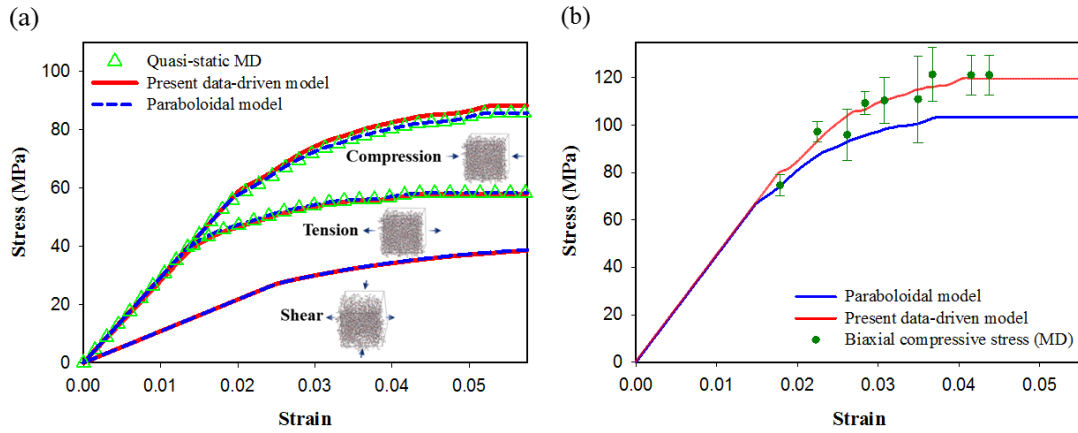 (a)
Stress (MPa)
100
80
60
40
20
0
Quasi-static MD
Present data-driven model
Paraboloidal model
Compression
Tension
Shear
0.00 0.01 0.02 0.03 0.04 0.05
Strain
(b)
Stress (MPa)
120
100
80
60
40
20
0
Paraboloidal model
Present data-driven model
Biaxial compressive stress (MD)
0.00 0.01 0.02 0.03 0.04 0.05
Strain